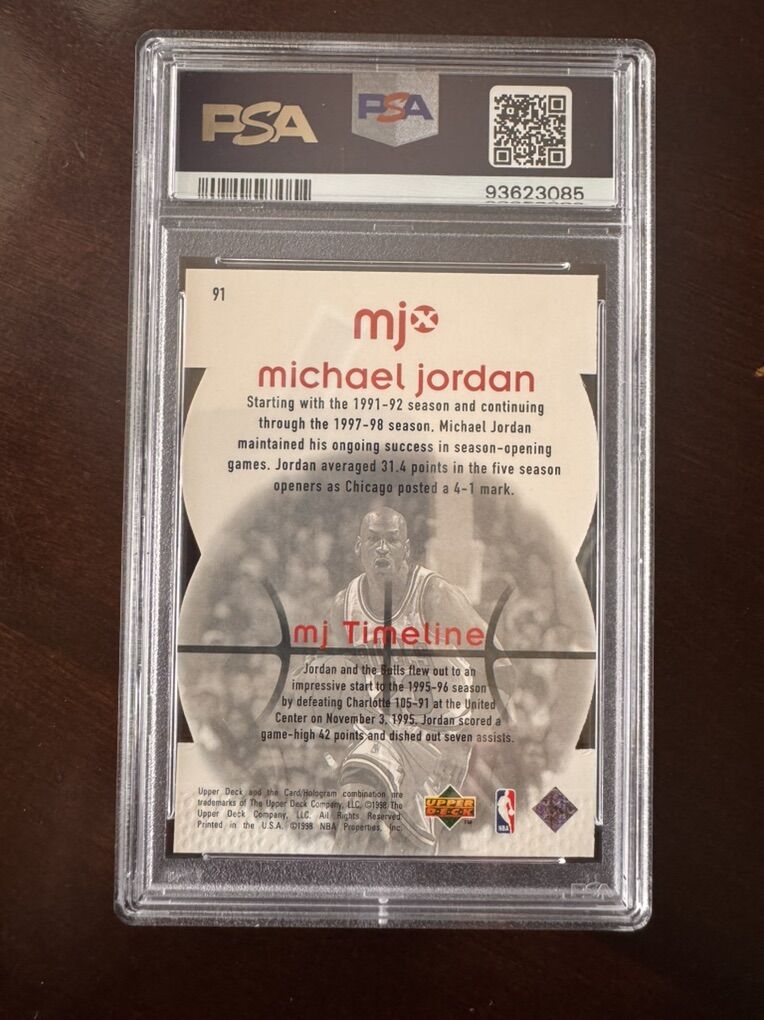 PSA
PSA
93623085
91
mjx
michael jordan
Starting with the 1991-92 season and continuing
through the 1997-98 season, Michael Jordan
maintained his ongoing success in season-opening
games. Jordan averaged 31.4 points in the five season
openers as Chicago posted a 4-1 mark.
mj Timeline
Jordan and the Bulls flew out to an
impressive start to the 1995-96 season
by defeating Charlotte 105-91 at the United
Center on November 3, 1995. Jordan scored a
game-high 42 points and dished out seven assists.
Upper Deck and the Card/Hologram combination are
trademarks of The Upper Deck Company, LLC. ©1998 The
Upper Deck Company, LLC. All Rights Reserved.
Printed in the U.S.A. ©1998 NBA Properties, Inc.
UPPER
DECK
TM
NBA
PSA